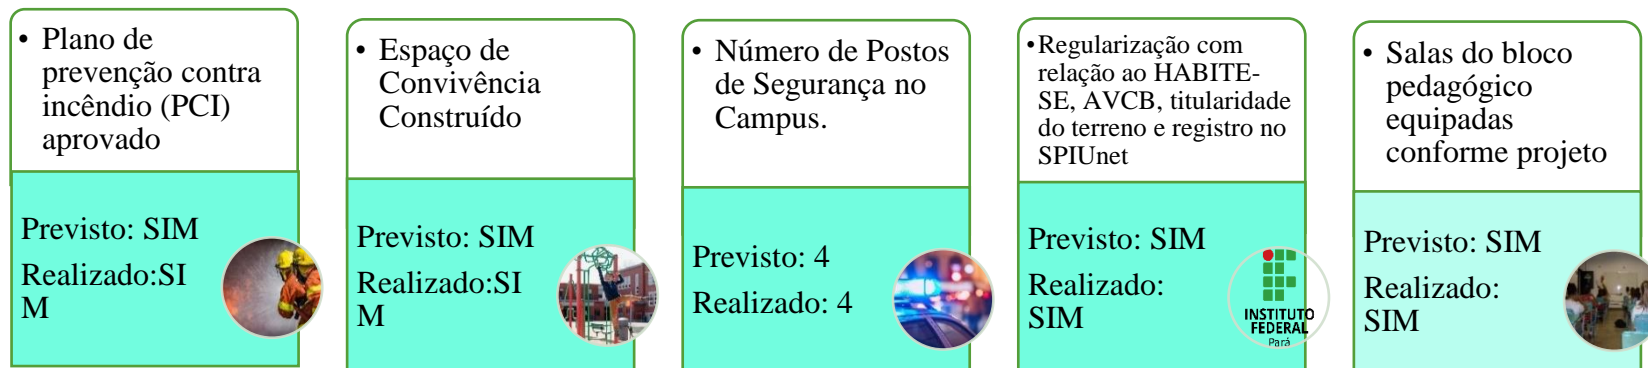 • Plano de
prevenção contra
incêndio (PCI)
aprovado
Previsto: SIM
Realizado:SI
M
• Espaço de
Convivência
Construído
Previsto: SIM
Realizado:SI
M
• Número de Postos
de Segurança no
Campus.
Previsto: 4
Realizado: 4
•Regularização com
relação ao HABITE-
SE, AVCB, titularidade
do terreno e registro no
SPIUnet
Previsto: SIM
Realizado:
SIM
INSTITUTO
FEDERAL
Pará
• Salas do bloco
pedagógico
equipadas
conforme projeto
Previsto: SIM
Realizado:
SIM